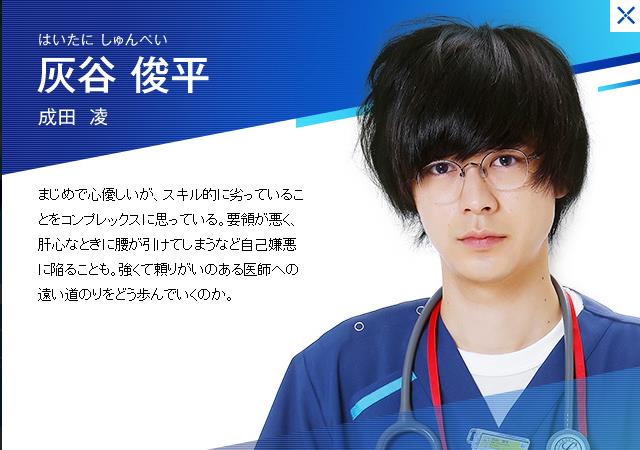 はいたに しゅんぺい
灰谷 俊平
成田 凌
まじめで心優しいが、スキル的に劣っているこ
とをコンプレックスに思っている。要領が悪く、
肝心なときに腰が引けてしまうなど自己嫌悪
に陥ることも。強くて頼りがいのある医師への
遠い道のりをどう歩んでいくのか。